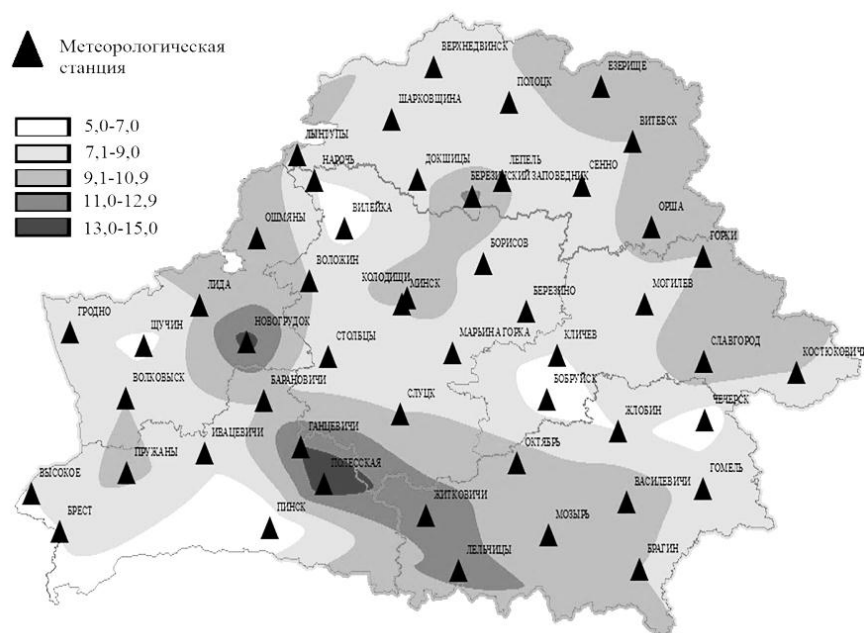 Метеорологическая
станция
5,0-7,0
7,1-9,0
9,1-10,9
11,0-12,9
13,0-15,0
ВЕРХНЕДВИНСК
ЕЗЕРИЩЕ
ПОЛОЦК
ШАРКОВЩИНА
ВИТЕБСК
ЛЫНТУПЫ
НАРОЧЬ
ДОКШИЦЫ
ЛЕПЕЛЬ
СЕННО
БЕРЕЗИНСКИЙ ЗАПОВЕДНИК
ВИЛЕЙКА
ОРША
ОШМЯНЫ
БОРИСОВ
ГОРКИ
ВОЛОЖИН
КОЛОДИЩИ
МИНСК
МОГИЛЕВ
ЛИДА
БЕРЕЗИНО
ГРОДНО
ЩУЧИН
НОВОГРУДОК
СТОЛБЦЫ
МАРЬИНА ГОРКА
КЛИЧЕВ
СЛАВГОРОД
КОСТЮКОВИЧИ
ВОЛКОВЫСК
БАРАНОВИЧИ
БОБРУЙСК
СЛУЦК
ЧЕЧЕРСК
ЖЛОБИН
ГАНЦЕВИЧИ
ИВАЦЕВИЧИ
ОКТЯБРЬ
ПРУЖАНЫ
ПОЛЕССКАЯ
ВЫСОКОЕ
ВАСИЛЕВИЧИ
ГОМЕЛЬ
ЖИТКОВИЧИ
БРЕСТ
ПИНСК
МОЗЫРЬ
ЛЕЛЬЧИЦЫ
БРАГИН